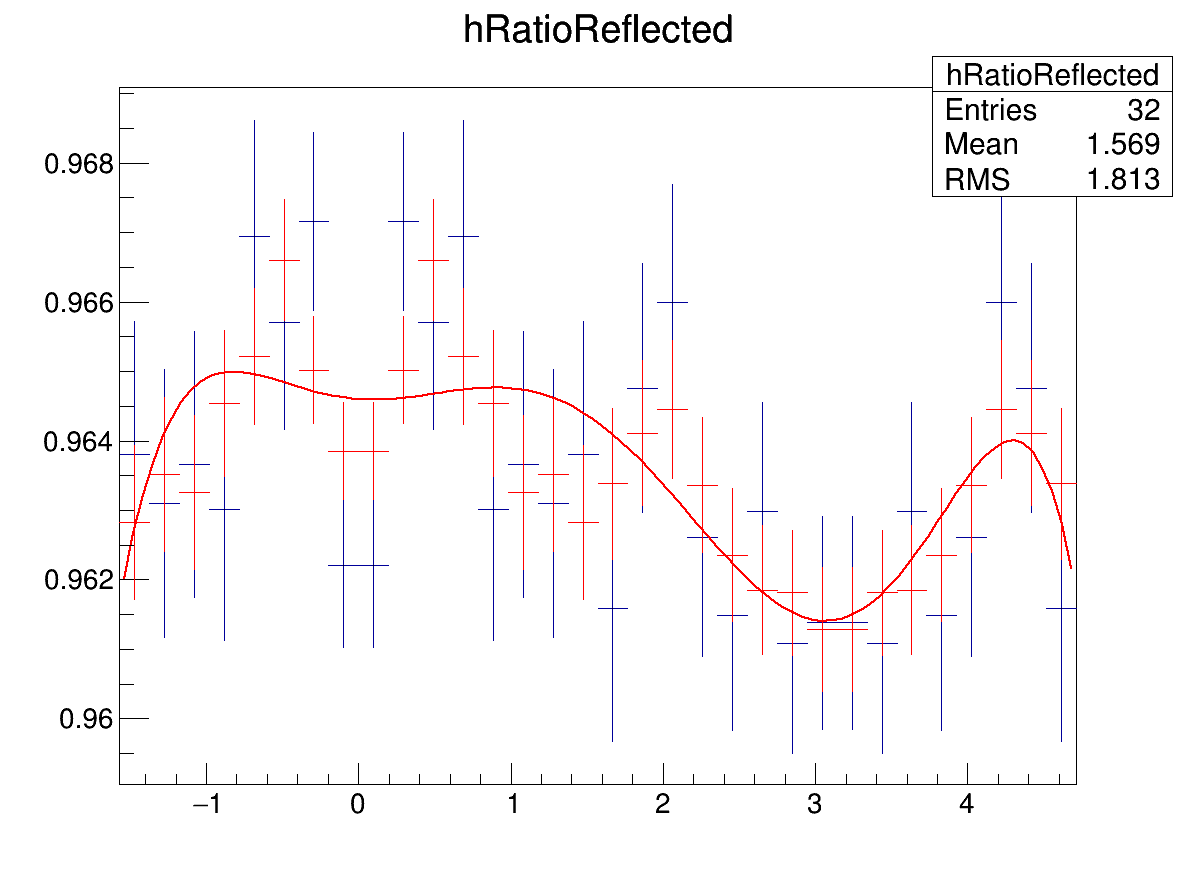 hRatioReflected
hRatioReflected
Entries 32
Mean 1.569
RMS 1.813
0.968
0.966
0.964
0.962
0.96
−1 0 1 2 3 4